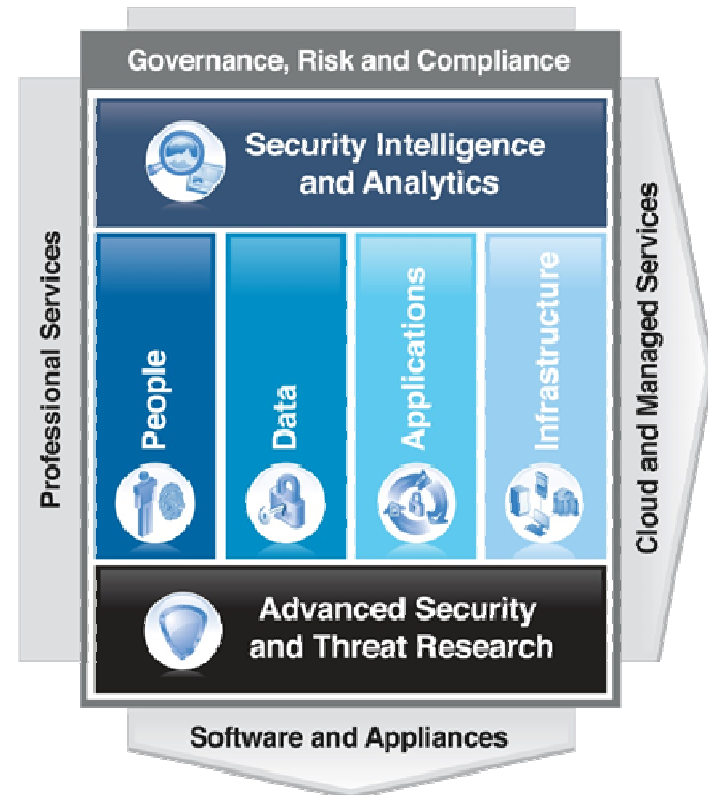 Governance, Risk and Compliance
Security Intelligence
and Analytics
Professional Services
People
Data
Applications
Infrastructure
Cloud and Managed Services
Advanced Security
and Threat Research
Software and Appliances